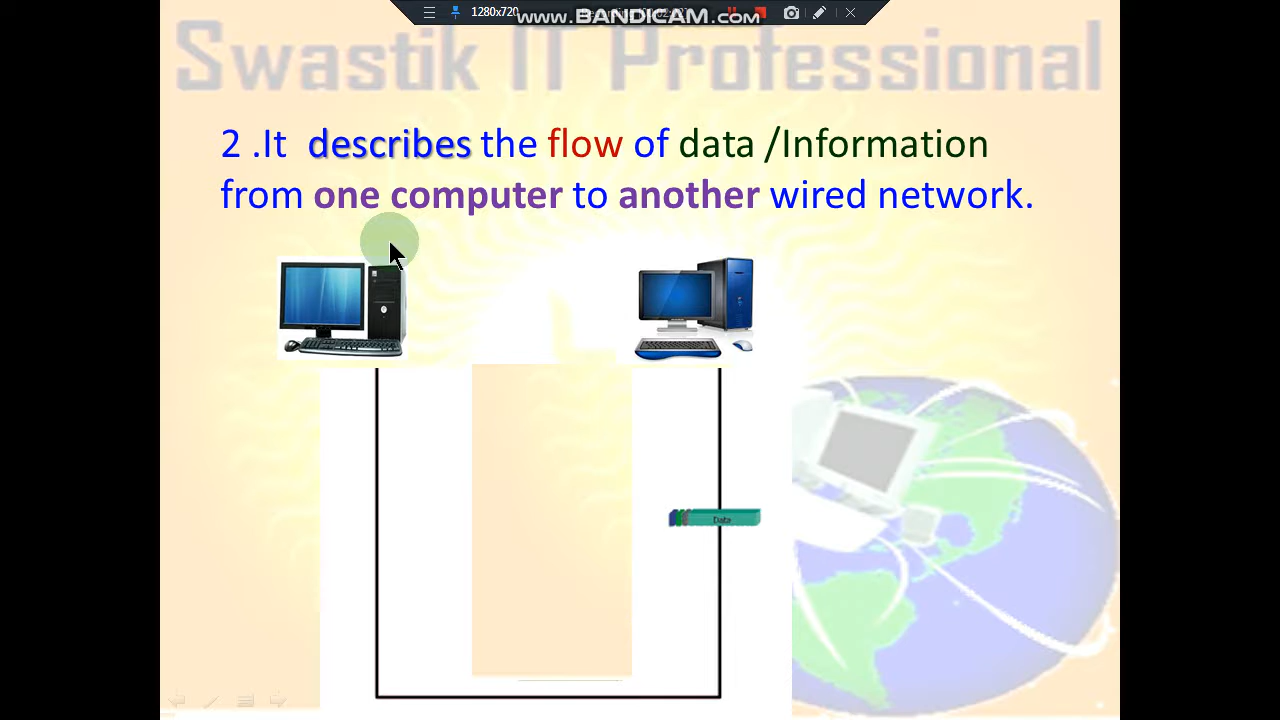 1280x720
www.BANDICAM.com
Swastik IT Professional
2 .It describes the flow of data /Information
from one computer to another wired network.
Data